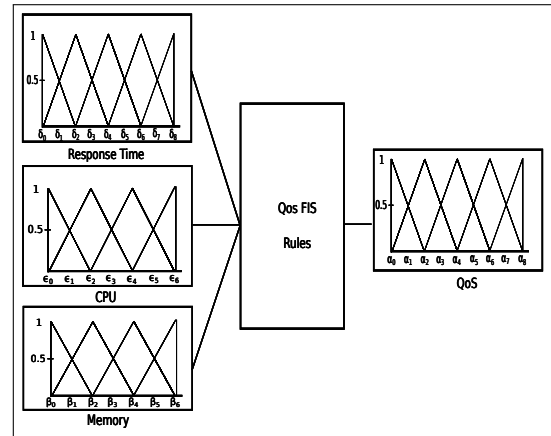 1
0.5
δ0 δ1 δ2 δ3 δ4 δ5 δ6 δ7 δ8
Response Time
1
0.5
ϵ0 ϵ1 ϵ2 ϵ3 ϵ4 ϵ5 ϵ6
CPU
1
0.5
β0 β1 β2 β3 β4 β5 β6
Memory
Qos FIS
Rules
1
0.5
α0 α1 α2 α3 α4 α5 α6 α7 α8
QoS